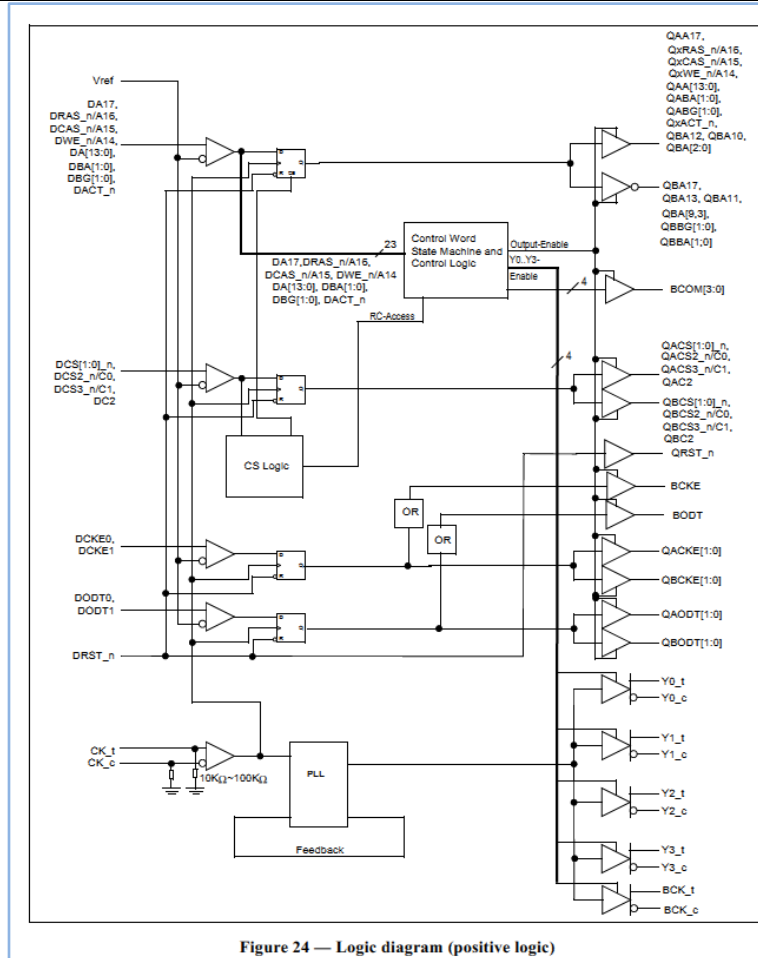 QAA17,
QxRAS_n/A16,
QxCAS_n/A15,
QxWE_n/A14,
QAA[13:0],
QABA[1:0],
QABG[1:0],
QxACT_n,
QBA12, QBA10,
QBA[2:0]
Vref
DA17,
DRAS_n/A16,
DCAS_n/A15,
DWE_n/A14,
DA[13:0],
DBA[1:0],
DBG[1:0],
DACT_n
D
Q
R
CE
QBA17,
QBA13, QBA11,
QBA[9,3],
QBBG[1:0],
QBBA[1;0]
23
DA17,DRAS_n/A16,
DCAS_n/A15, DWE_n/A14
DA[13:0], DBA[1:0],
DBG[1:0], DACT_n
Control Word
State Machine and
Control Logic
Output-Enable
Y0..Y3-
Enable
4
BCOM[3:0]
RC-Access
4
DCS[1:0]_n,
DCS2_n/C0,
DCS3_n/C1,
DC2
D
Q
R
QACS[1:0]_n,
QACS2_n/C0,
QACS3_n/C1,
QAC2
QBCS[1:0]_n,
QBCS2_n/C0,
QBCS3_n/C1,
QBC2
CS Logic
QRST_n
BCKE
OR
BODT
OR
DCKE0,
DCKE1
D
Q
R
QACKE[1:0]
QBCKE[1:0]
DODT0,
DODT1
D
Q
R
QAODT[1:0]
QBODT[1:0]
DRST_n
Y0_t
Y0_c
CK_t
CK_c
10KΩ~100KΩ
PLL
Feedback
Y1_t
Y1_c
Y2_t
Y2_c
Y3_t
Y3_c
BCK_t
BCK_c
Figure 24 — Logic diagram (positive logic)